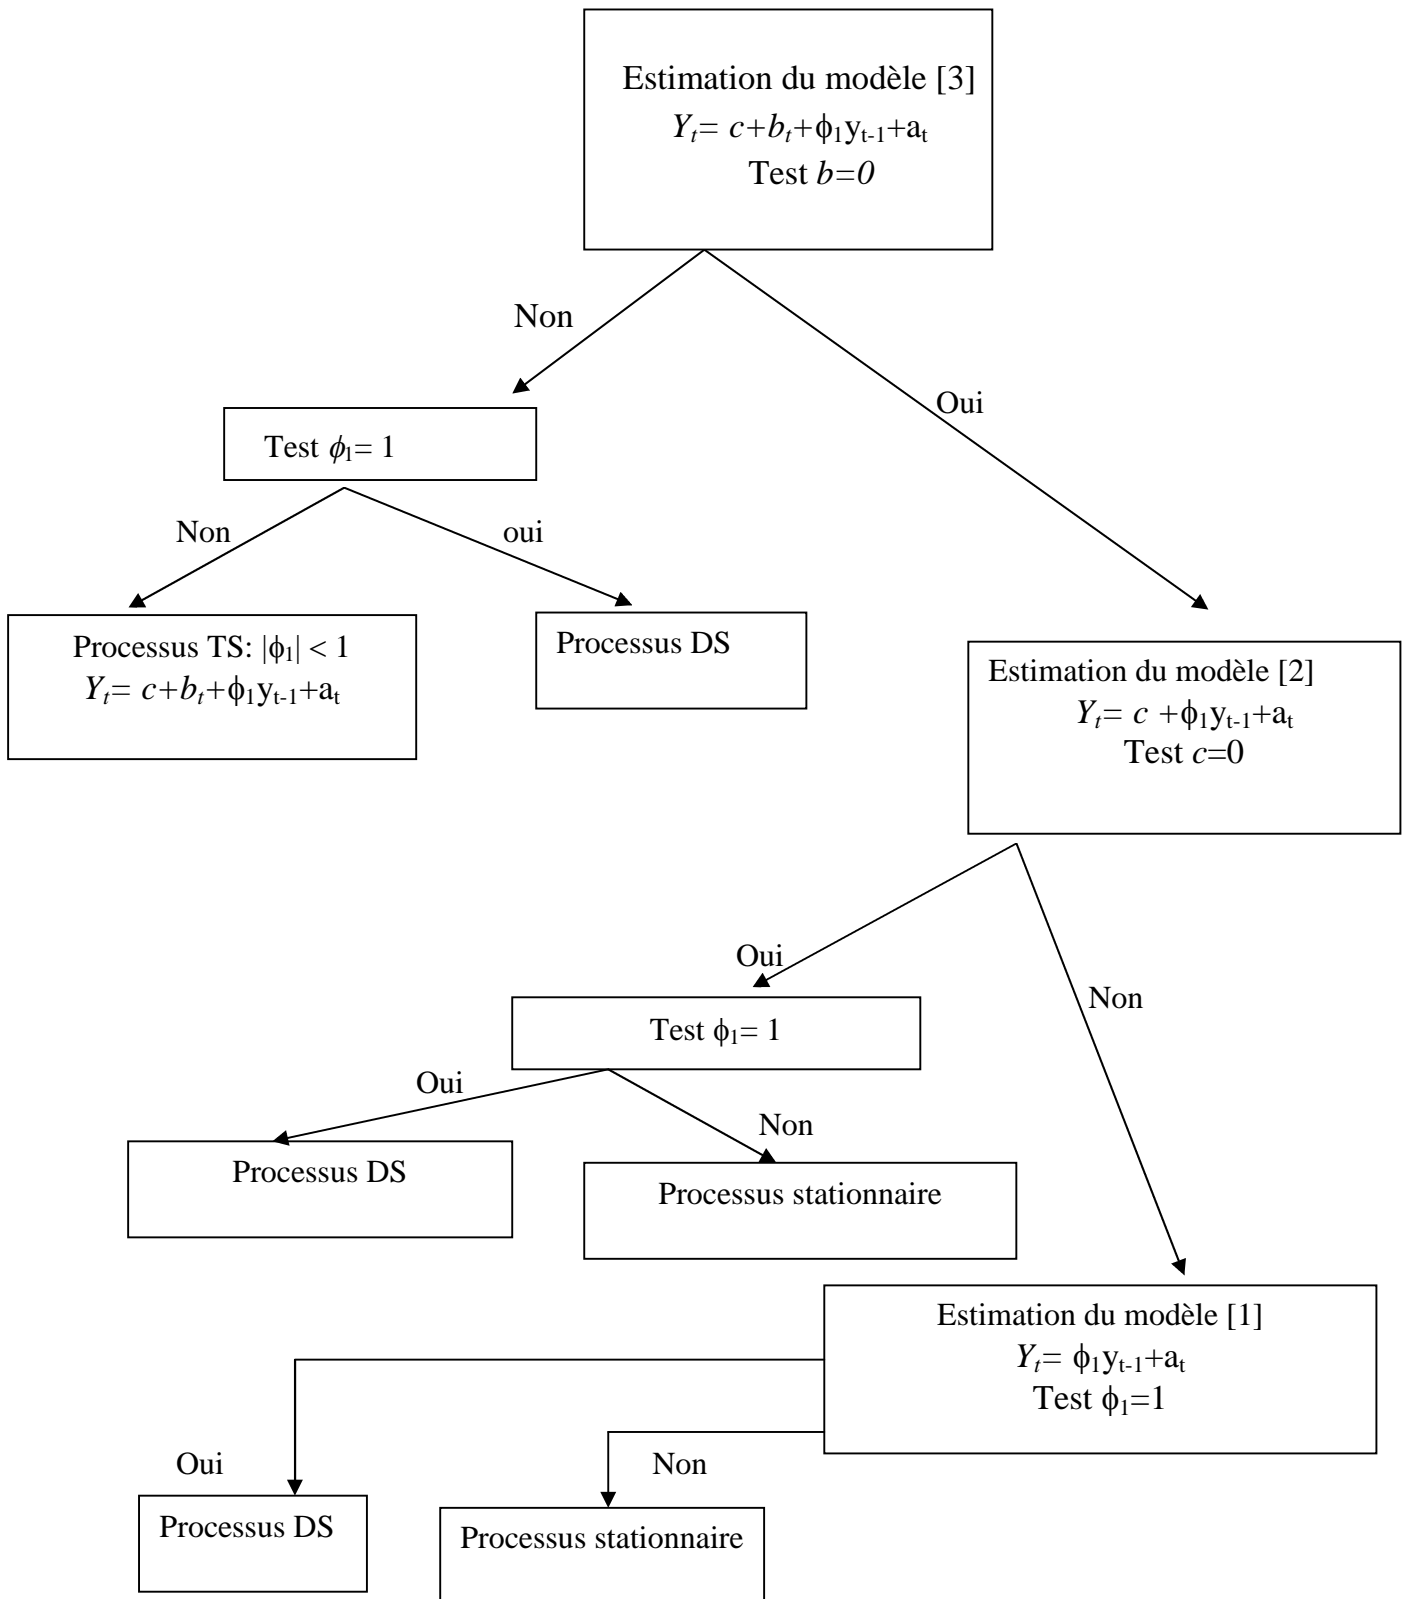 Estimation du modèle [3]
Yt= c+bt+ϕ1yt-1+at
Test b=0
Non
Oui
Test ϕ1= 1
Non
oui
Processus TS: |ϕ1| < 1
Yt= c+bt+ϕ1yt-1+at
Processus DS
Estimation du modèle [2]
Yt= c +ϕ1yt-1+at
Test c=0
Oui
Non
Test ϕ1= 1
Oui
Non
Processus DS
Processus stationnaire
Estimation du modèle [1]
Yt= ϕ1yt-1+at
Test ϕ1=1
Oui
Non
Processus DS
Processus stationnaire